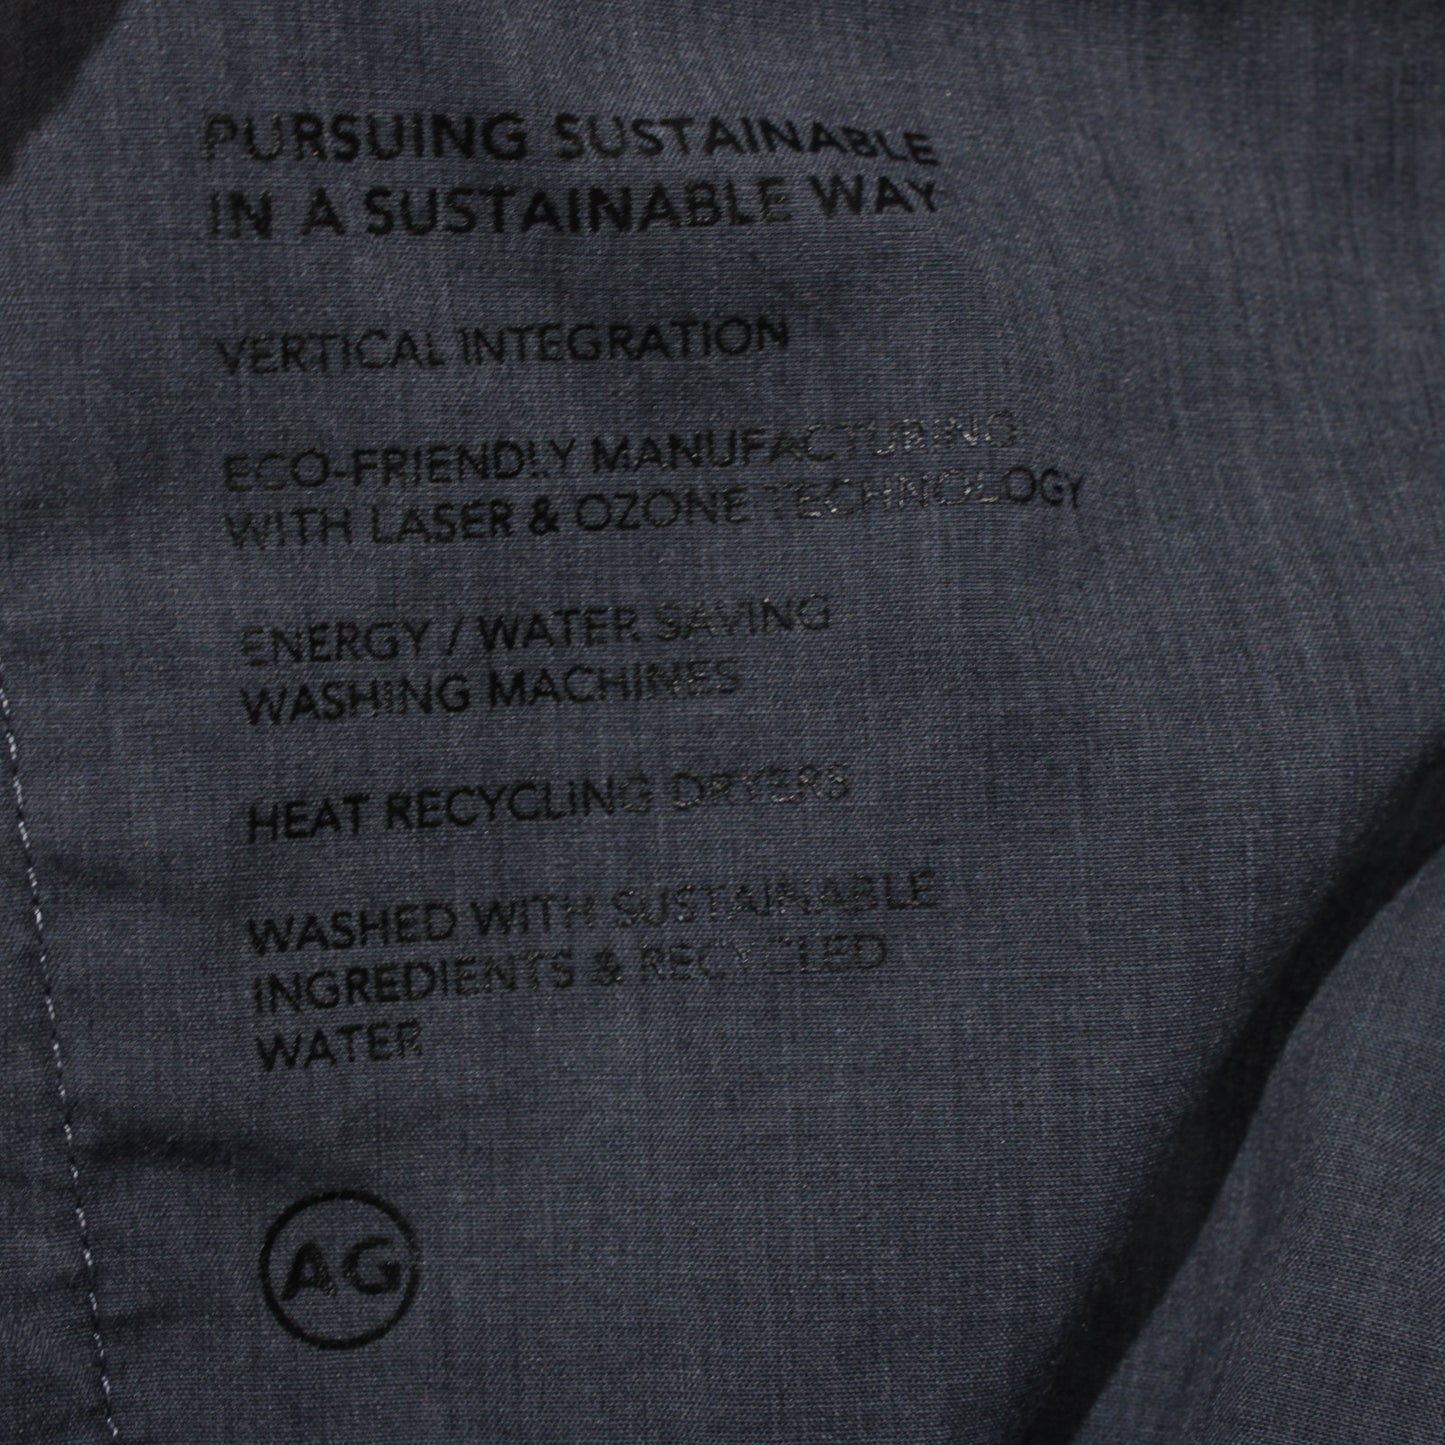 PURSUING SUSTAINABLE
IN A SUSTAINABLE WAY
VERTICAL INTEGRATION
ECO-FRIENDLY MANUFACTURING
WITH LASER & OZONE TECHNOLOGY
ENERGY / WATER SAVING
WASHING MACHINES
HEAT RECYCLING DRYERS
WASHED WITH SUSTAINABLE
INGREDIENTS & RECYCLED
WATER
AG